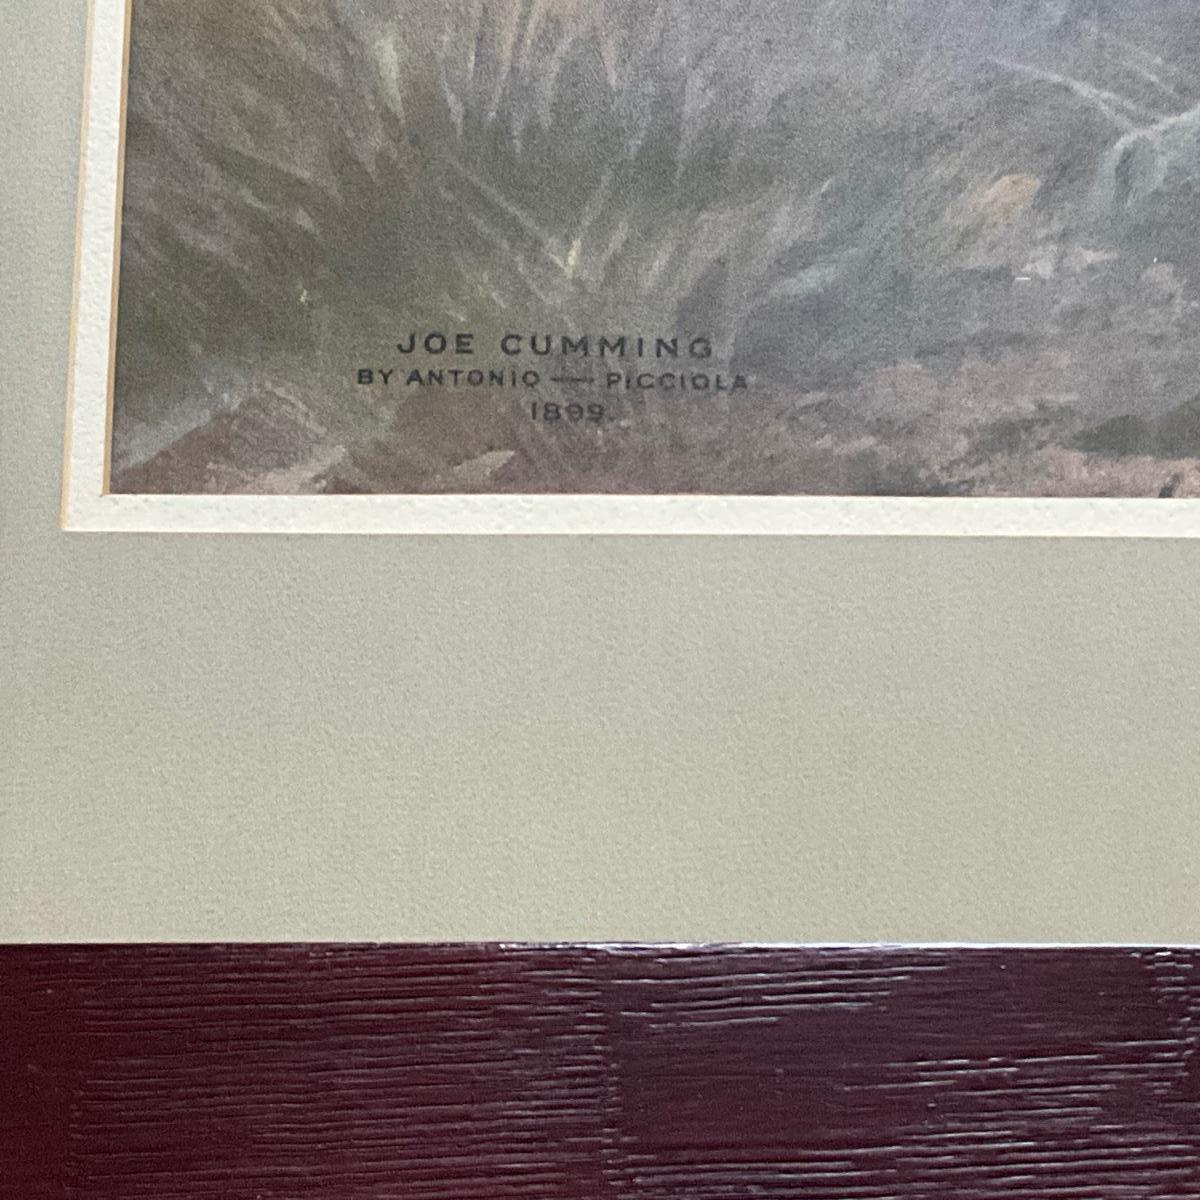 JOE CUMMING
BY ANTONIO — PICCIOLA
1899.